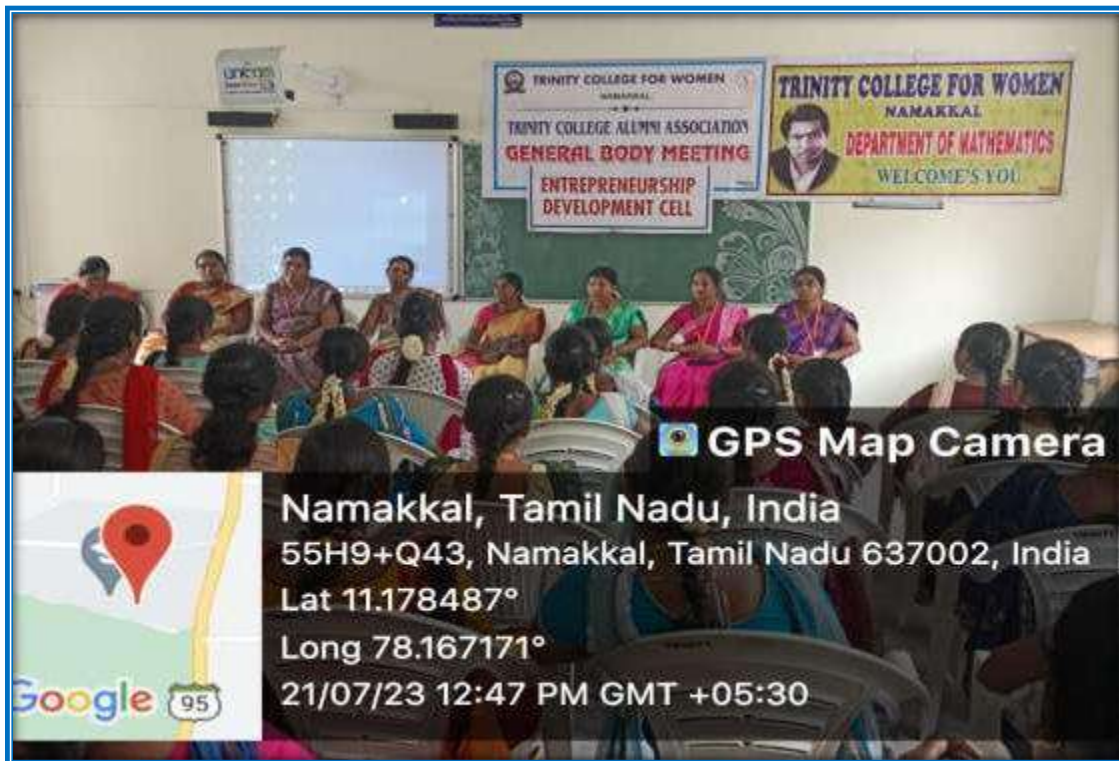 unicom
TRINITY COLLEGE FOR WOMEN
NAMAKKAL
TRINITY COLLEGE ALUMNI ASSOCIATION
GENERAL BODY MEETING
ENTREPRENEURSHIP
DEVELOPMENT CELL
TRINITY COLLEGE FOR WOMEN
NAMAKKAL
DEPARTMENT OF MATHEMATICS
WELCOME'S YOU
GPS Map Camera
Namakkal, Tamil Nadu, India
55H9+Q43, Namakkal, Tamil Nadu 637002, India
Lat 11.178487°
Long 78.167171°
21/07/23 12:47 PM GMT +05:30
Google
95